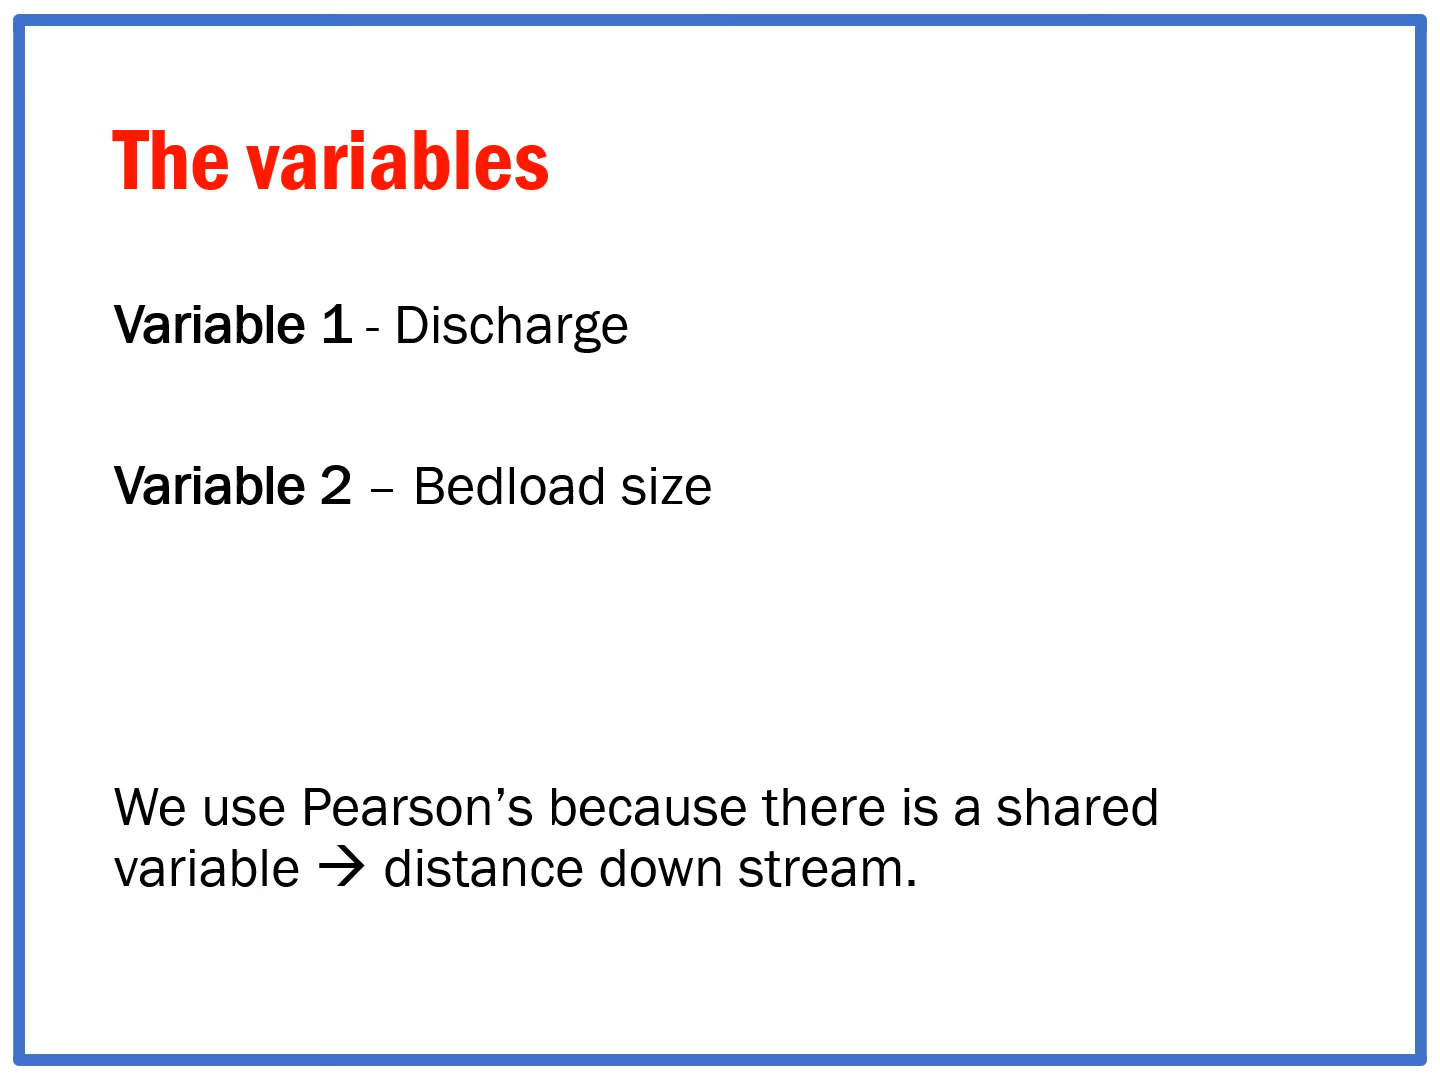 The variables
Variable 1 - Discharge
Variable 2 – Bedload size
We use Pearson’s because there is a shared
variable → distance down stream.